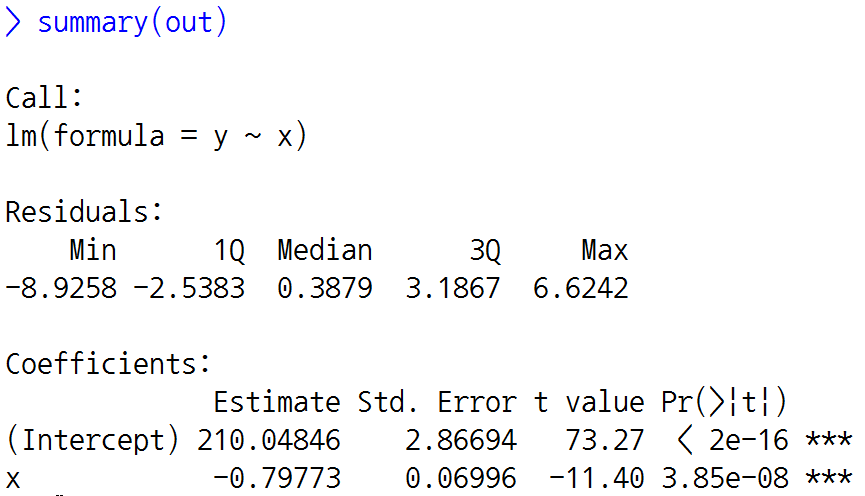 > summary(out)
Call:
lm(formula = y ~ x)
Residuals:
Min 1Q Median 3Q Max
-8.9258 -2.5383 0.3879 3.1867 6.6242
Coefficients:
Estimate Std. Error t value Pr(>|t|)
(Intercept) 210.04846 2.86694 73.27 < 2e-16 ***
x -0.79773 0.06996 -11.40 3.85e-08 ***